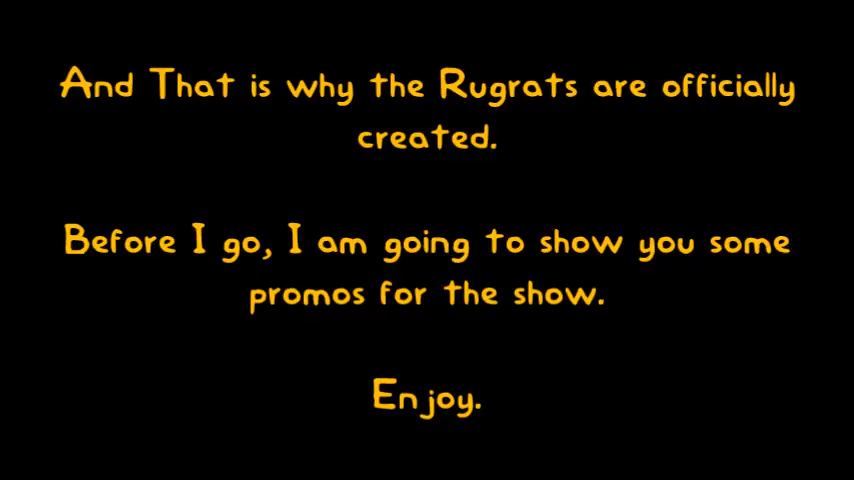 And That is why the Rugrats are officially
created.
Before I go, I am going to show you some
promos for the show.
Enjoy.